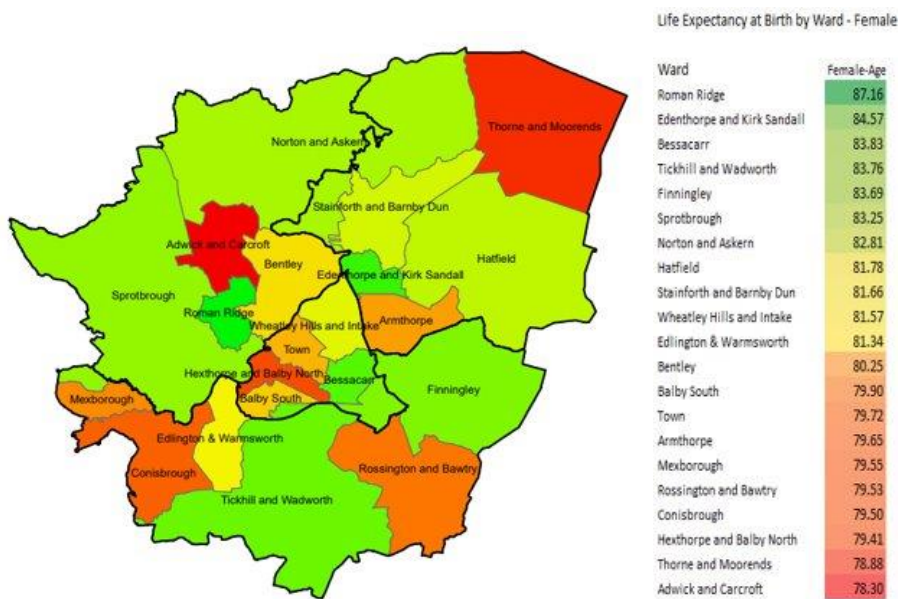 Life Expectancy at Birth by Ward - Female
Ward Female-Age
Roman Ridge 87.16
Edenthorpe and Kirk Sandall 84.57
Bessacarr 83.83
Tickhill and Wadworth 83.76
Finningley 83.69
Sprotbrough 83.25
Norton and Askern 82.81
Hatfield 81.78
Stainforth and Barnby Dun 81.66
Wheatley Hills and Intake 81.57
Edlington & Warmsworth 81.34
Bentley 80.25
Balby South 79.90
Town 79.72
Armthorpe 79.65
Mexborough 79.55
Rossington and Bawtry 79.53
Conisbrough 79.50
Hexthorpe and Balby North 79.41
Thorne and Moorends 78.88
Adwick and Carcroft 78.30
Thorne and Moorends
Norton and Askern
Stainforth and Barnby Dun
Adwick and Carcroft
Bentley
Hatfield
Edenthorpe and Kirk Sandall
Sprotbrough
Roman Ridge
Wheatley Hills and Intake
Armthorpe
Town
Hexthorpe and Balby North
Bessacarr
Finningley
Mexborough
Balby South
Edlington & Warmsworth
Conisbrough
Rossington and Bawtry
Tickhill and Wadworth